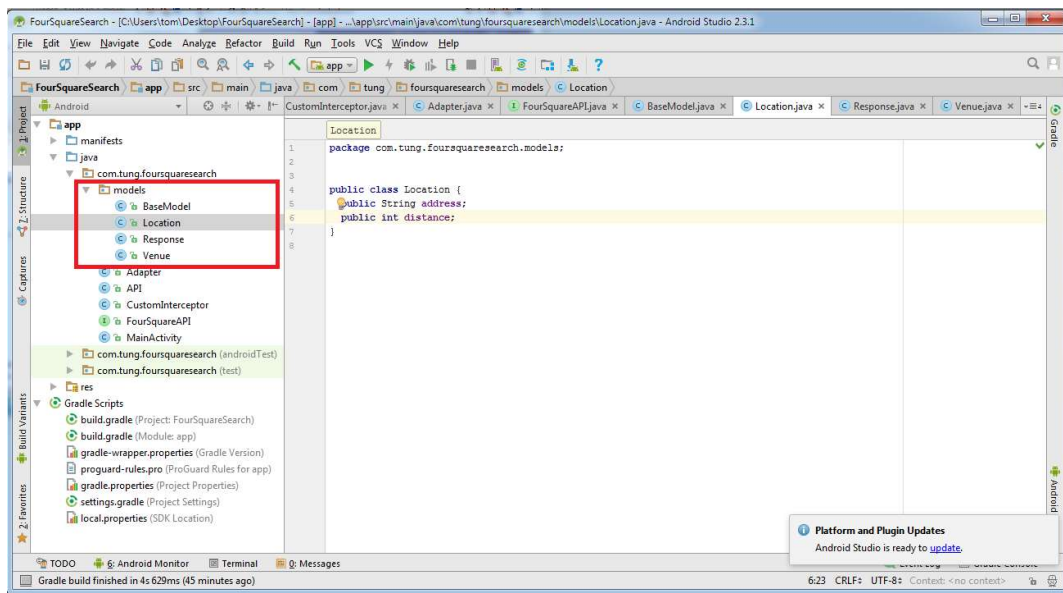 FourSquareSearch - [C:\Users\tom\Desktop\FourSquareSearch] - [app] - ...\app\src\main\java\com\tung\foursquaresearch\models\Location.java - Android Studio 2.3.1
File Edit View Navigate Code Analyze Refactor Build Run Tools VCS Window Help
app
FourSquareSearch app src main java com tung foursquaresearch models Location
Android
CustomInterceptor.java Adapter.java FourSquareAPI.java BaseModel.java Location.java Response.java Venue.java
1: Project
7: Structure
Captures
Build Variants
2: Favorites
app
manifests
java
com.tung.foursquaresearch
models
BaseModel
Location
Response
Venue
Adapter
API
CustomInterceptor
FourSquareAPI
MainActivity
com.tung.foursquaresearch (androidTest)
com.tung.foursquaresearch (test)
res
Gradle Scripts
build.gradle (Project: FourSquareSearch)
build.gradle (Module: app)
gradle-wrapper.properties (Gradle Version)
proguard-rules.pro (ProGuard Rules for app)
gradle.properties (Project Properties)
settings.gradle (Project Settings)
local.properties (SDK Location)
Location
1 package com.tung.foursquaresearch.models;
2
3
4 public class Location {
5 public String address;
6 public int distance;
7 }
8
Gradle
Android
Platform and Plugin Updates
Android Studio is ready to update.
TODO 6: Android Monitor Terminal 0: Messages
Gradle build finished in 4s 629ms (45 minutes ago)
6:23 CRLF UTF-8 Context: <no context>